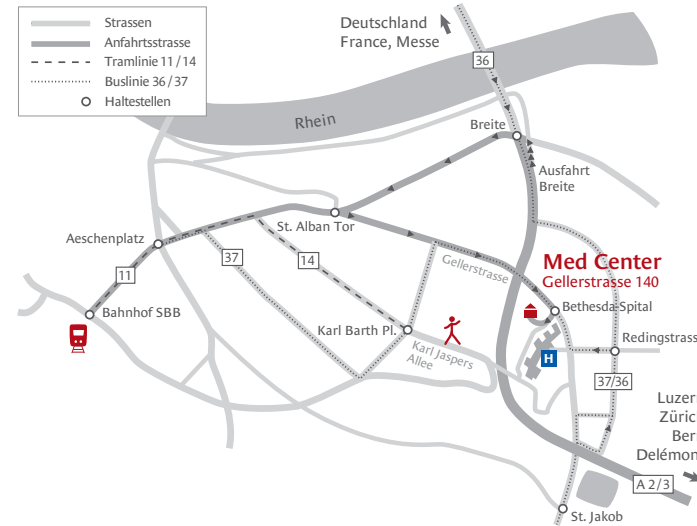 Strassen
Anfahrtsstrasse
Tramlinie 11 / 14
Buslinie 36 / 37
Haltestellen
Deutschland
France, Messe
36
Rhein
Breite
Ausfahrt
Breite
St. Alban Tor
Aeschenplatz
37
14
Gellerstrasse
Med Center
Gellerstrasse 140
11
Bethesda-Spital
Bahnhof SBB
Karl Barth Pl.
Karl Jaspers
Allee
Redingstrass
H
37/36
Luzern
Züric
Ber
Delémon
A 2/3
St. Jakob